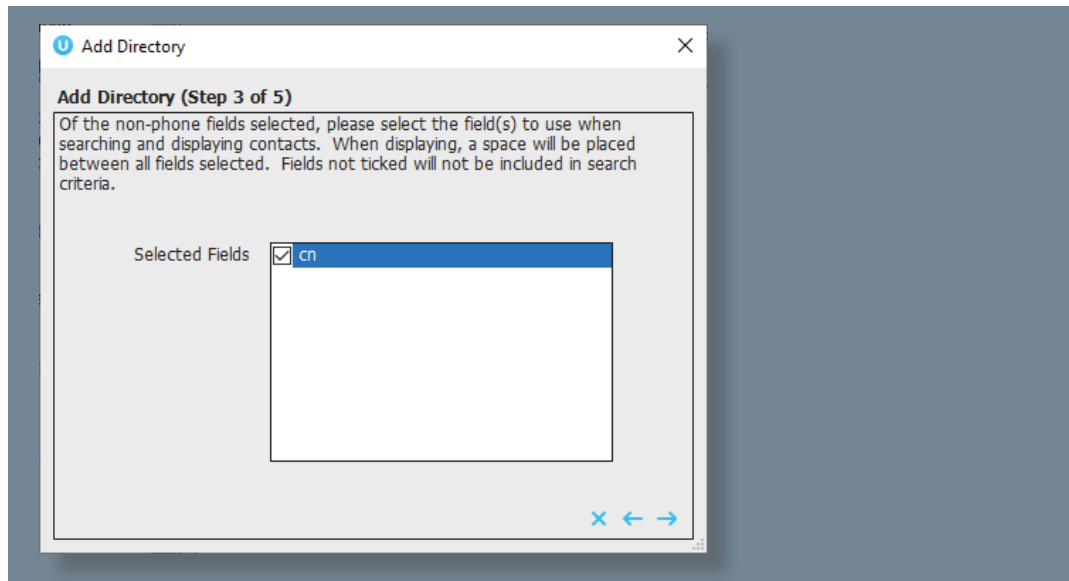 Add Directory
Add Directory (Step 3 of 5)
Of the non-phone fields selected, please select the field(s) to use when
searching and displaying contacts.  When displaying, a space will be placed
between all fields selected.  Fields not ticked will not be included in search
criteria.
Selected Fields
cn